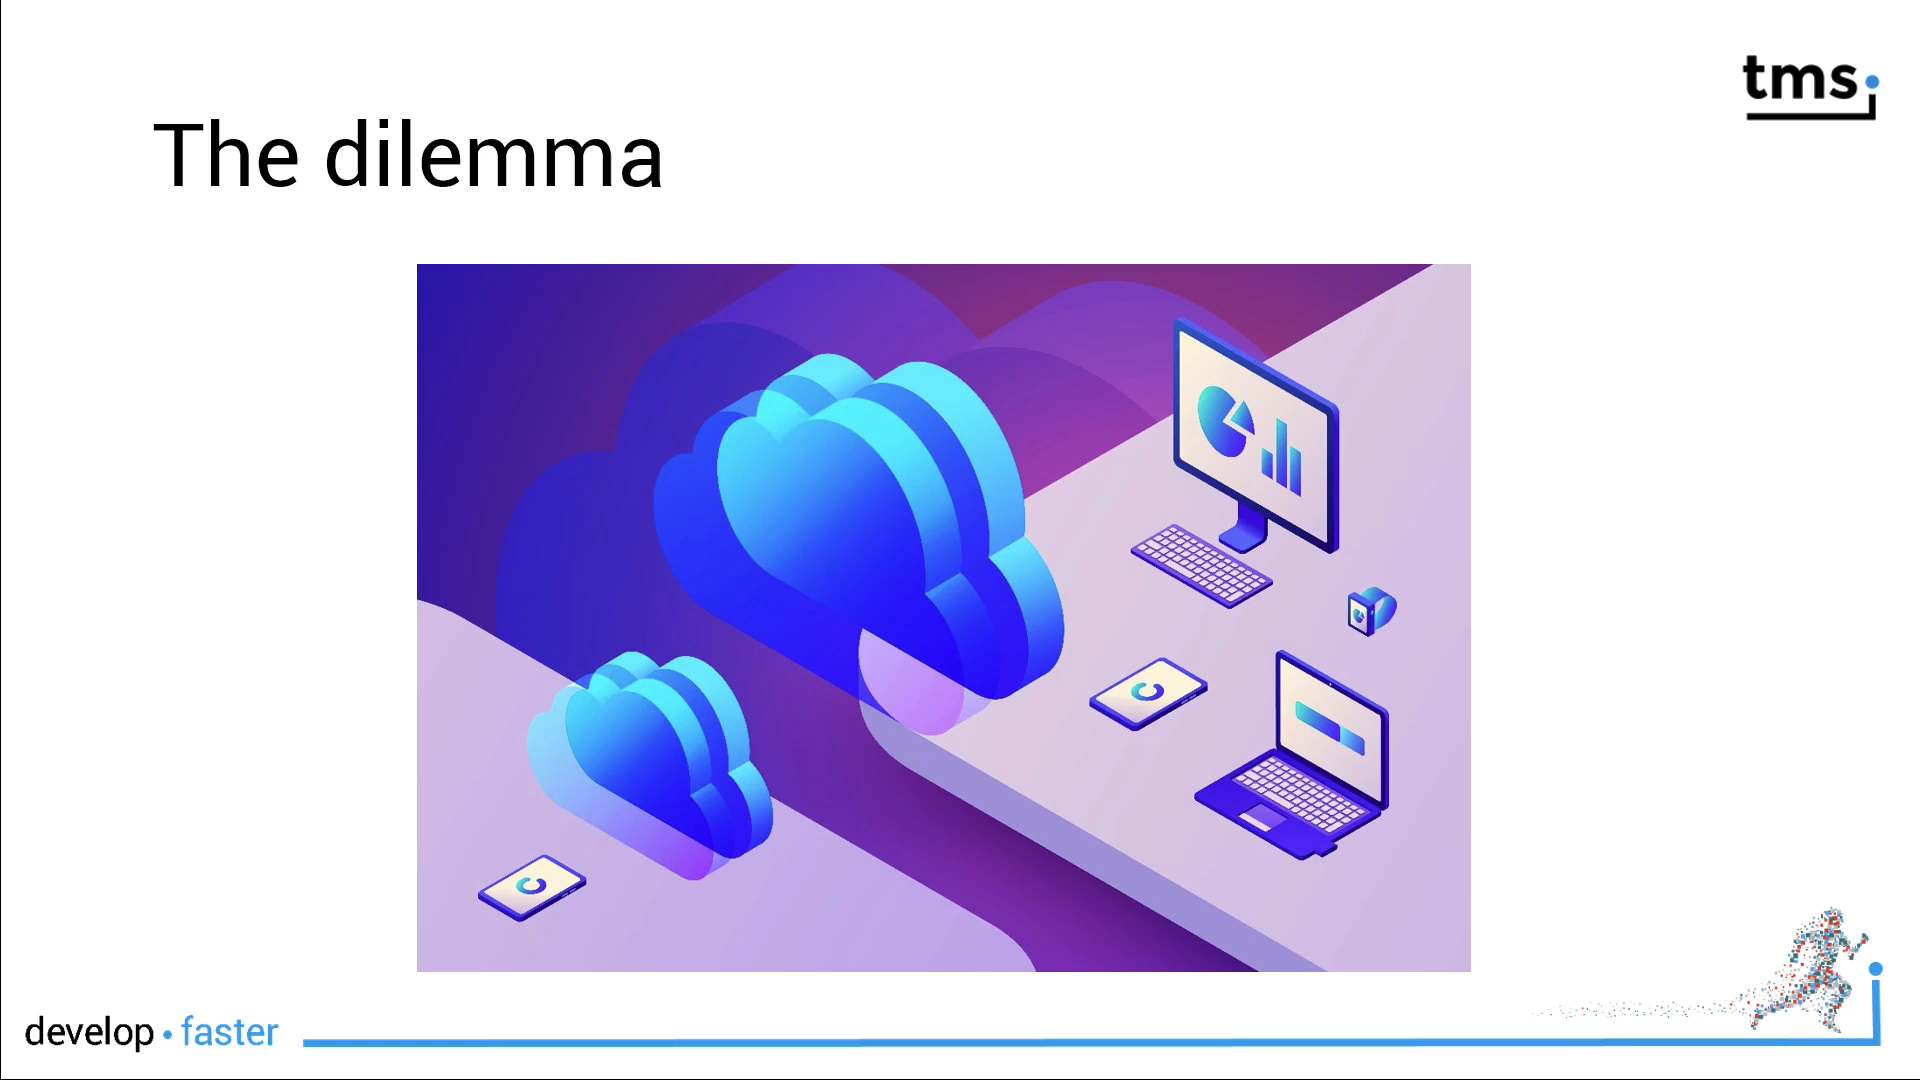 tms
The dilemma
develop • faster